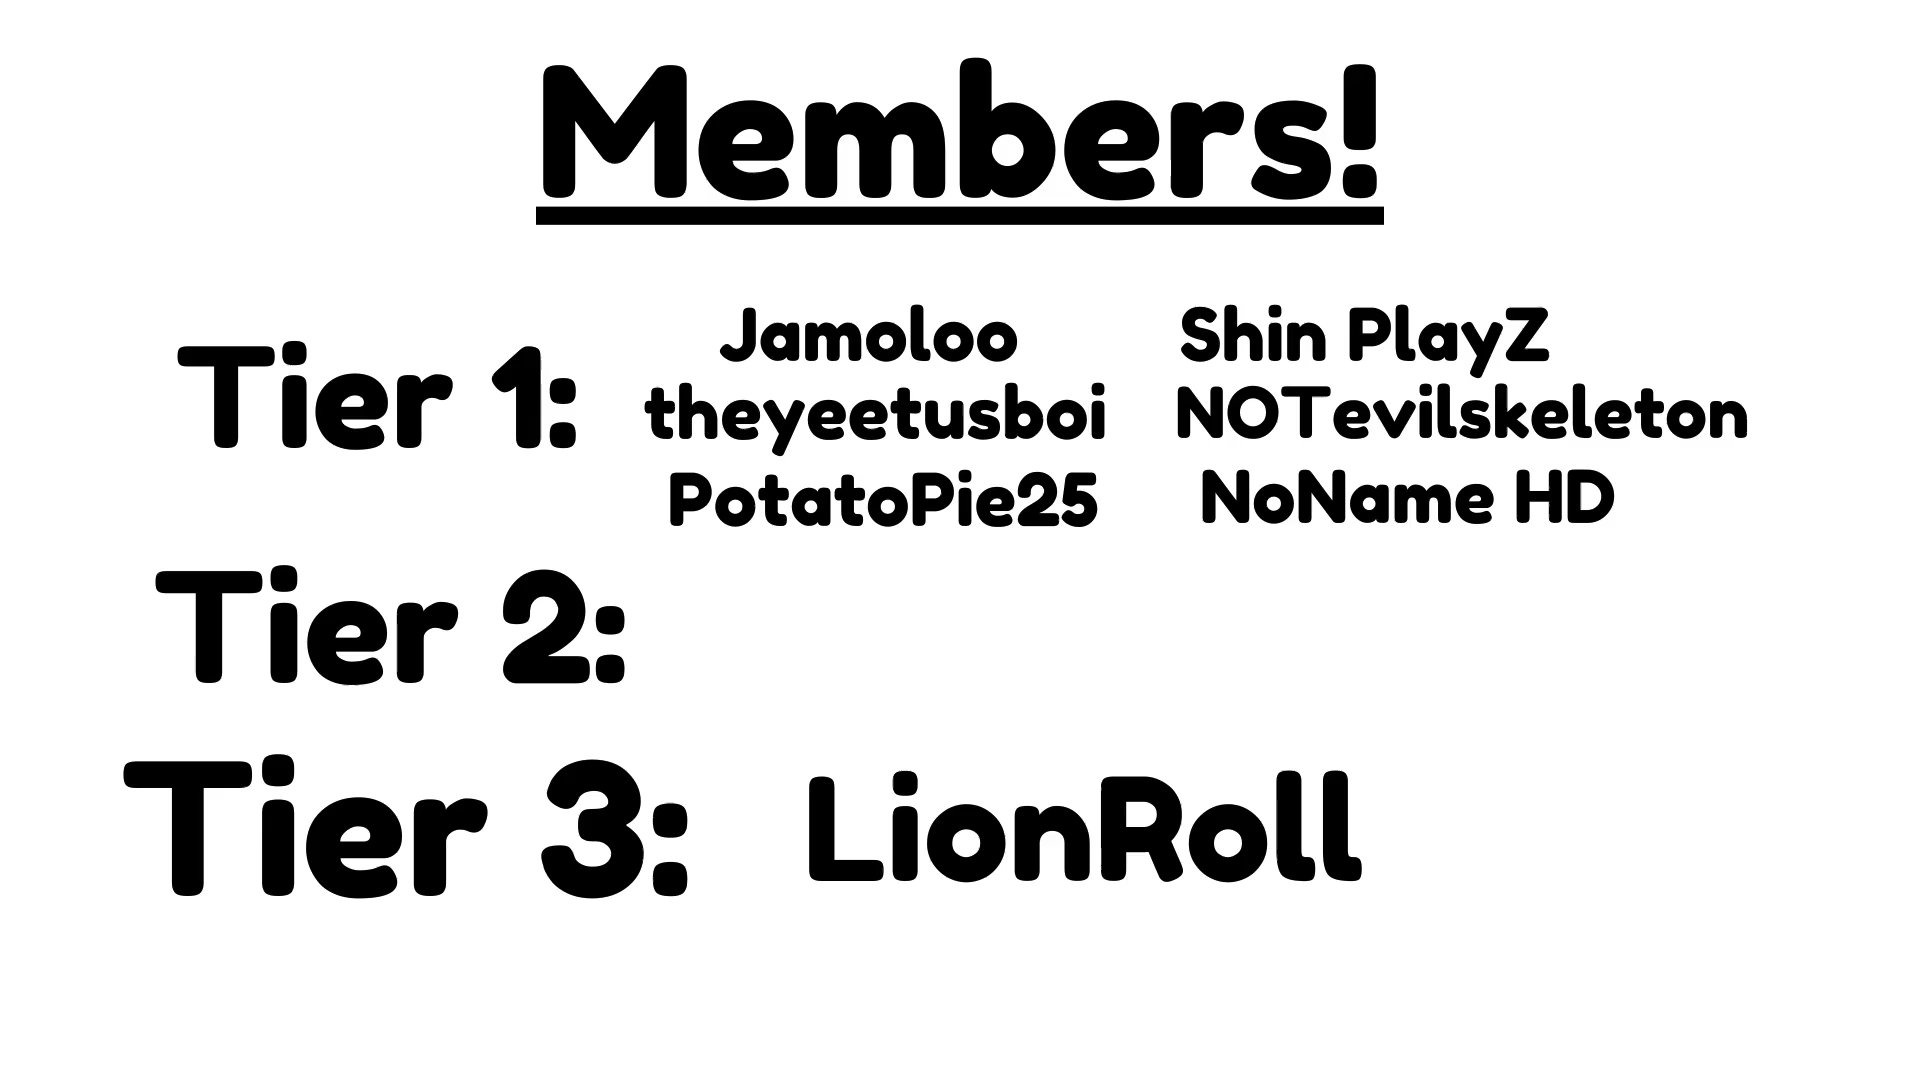 Members!
Tier 1:
Jamoloo Shin PlayZ
theyeetusboi NOTevilskeleton
PotatoPie25 NoName HD
Tier 2:
Tier 3: LionRoll